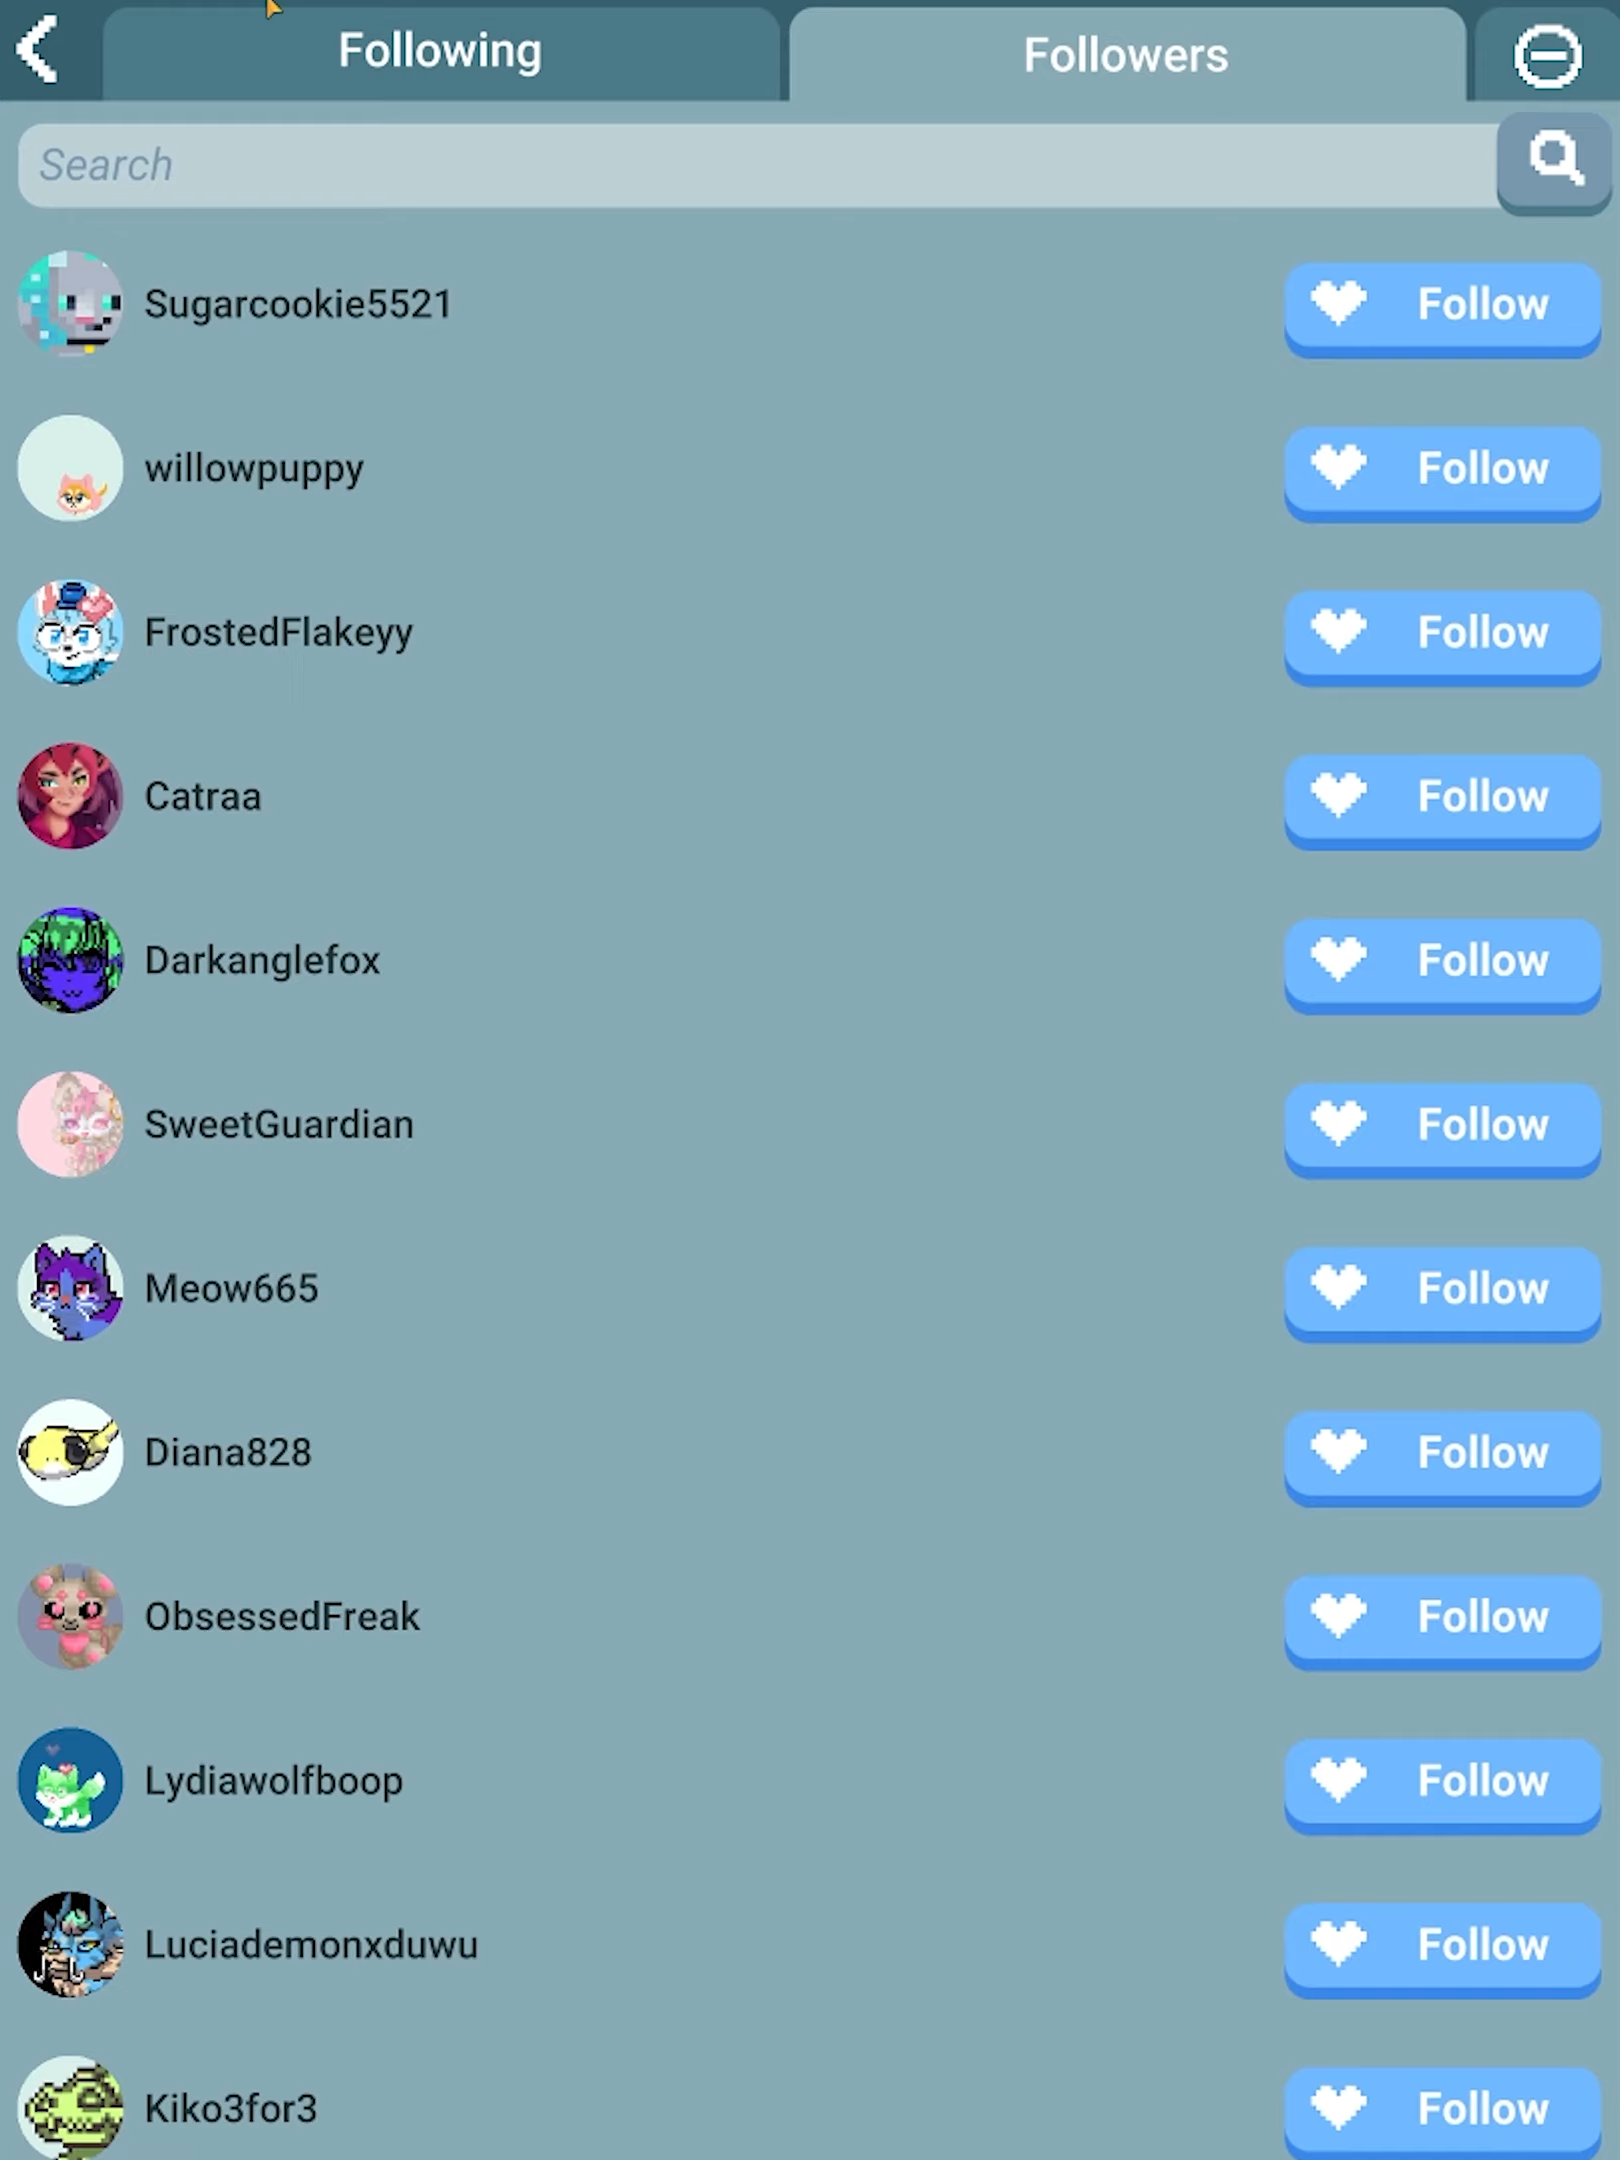 Following
Followers
Search
Sugarcookie5521
Follow
willowpuppy
Follow
FrostedFlakeyy
Follow
Catraa
Follow
Darkanglefox
Follow
SweetGuardian
Follow
Meow665
Follow
Diana828
Follow
ObsessedFreak
Follow
Lydiawolfboop
Follow
Luciademonxduwu
Follow
Kiko3for3
Follow